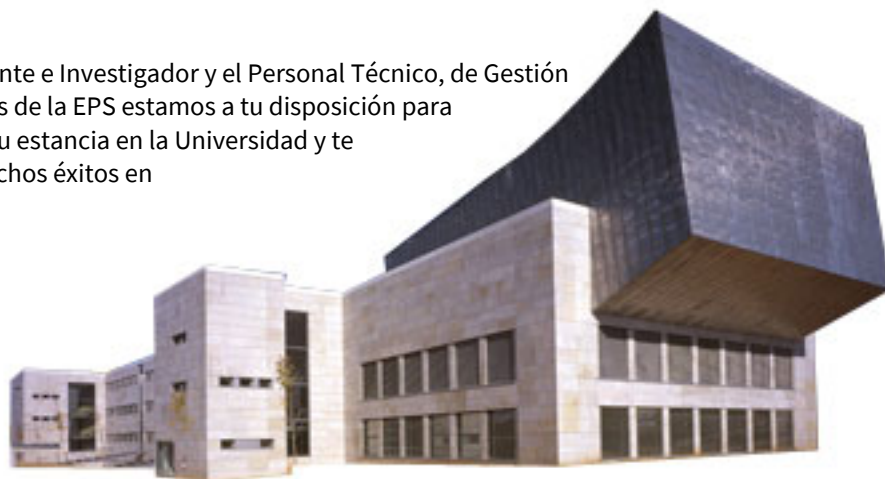 nte e Investigador y el Personal Técnico, de Gestión
s de la EPS estamos a tu disposición para
u estancia en la Universidad y te
chos éxitos en